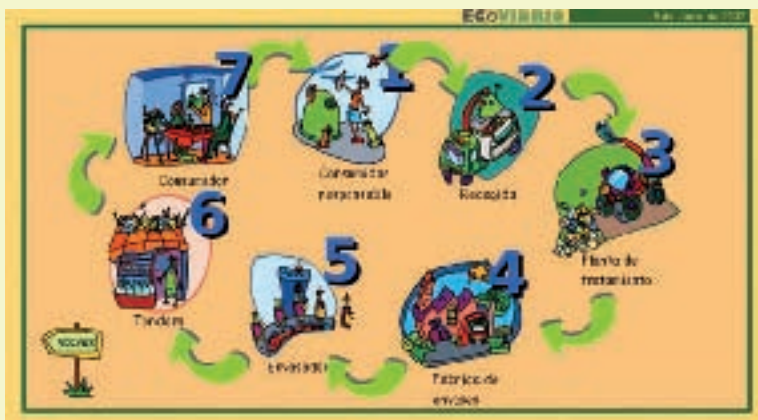 ECOVIDRIO
7
1
2
3
6
5
4
Consumidor
Consumidor
responsable
Recogida
Planta de
tratamiento
Envasador
Fábrica de
envases